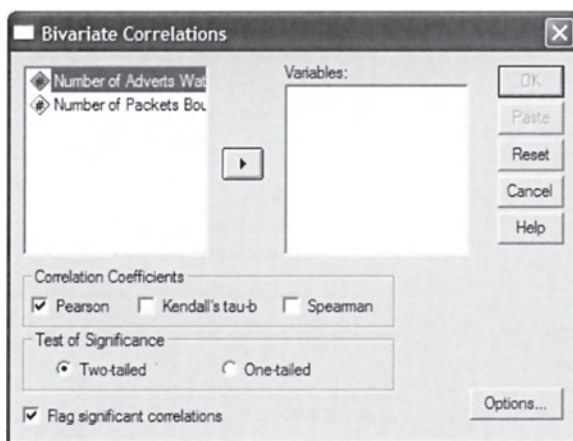 Bivariate Correlations
Number of Adverts Wat
Number of Packets Bou
Variables:
OK
Paste
Reset
Cancel
Help
Correlation Coefficients
Pearson
Kendall's tau-b
Spearman
Test of Significance
Two-tailed
One-tailed
Flag significant correlations
Options...